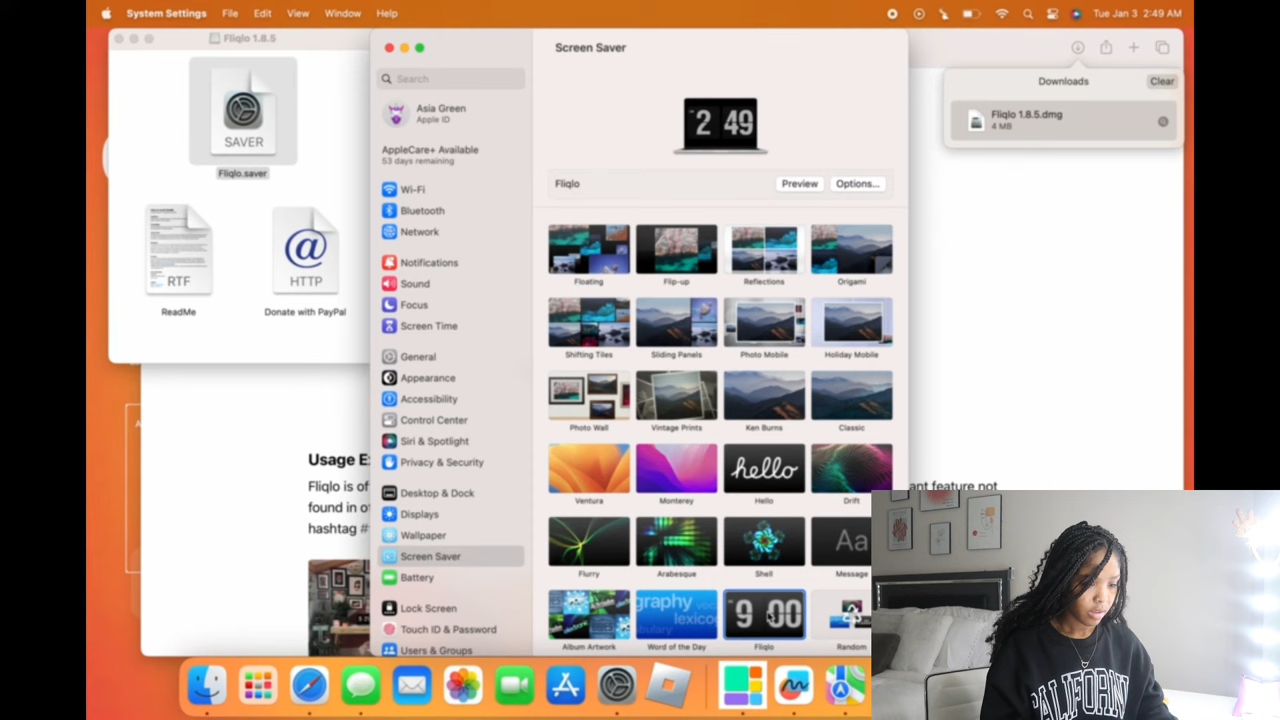 System Settings File Edit View Window Help
Tue Jan 3 2:49 AM
Fliqlo 1.8.5
SAVER
Fliqlo.saver
RTF
HTTP
ReadMe
Donate with PayPal
Usage Ex
Fliqlo is of
found in ot
hashtag #
Search
Asia Green
Apple ID
AppleCare+ Available
53 days remaining
Wi-Fi
Bluetooth
Network
Notifications
Sound
Focus
Screen Time
General
Appearance
Accessibility
Control Center
Siri & Spotlight
Privacy & Security
Desktop & Dock
Displays
Wallpaper
Screen Saver
Battery
Lock Screen
Touch ID & Password
Users & Groups
Screen Saver
2 49
Fliqlo
Preview
Options...
Floating
Flip-up
Reflections
Origami
Shifting Tiles
Sliding Panels
Photo Mobile
Holiday Mobile
Photo Wall
Vintage Prints
Ken Burns
Classic
hello
Ventura
Monterey
Hello
Drift
Aa
Flurry
Arabesque
Shell
Message
graphy
lexico
9 00
Album Artwork
Word of the Day
Fliqlo
Random
Downloads
Clear
Fliqlo 1.8.5.dmg
4 MB
ant feature not
CALIFORN